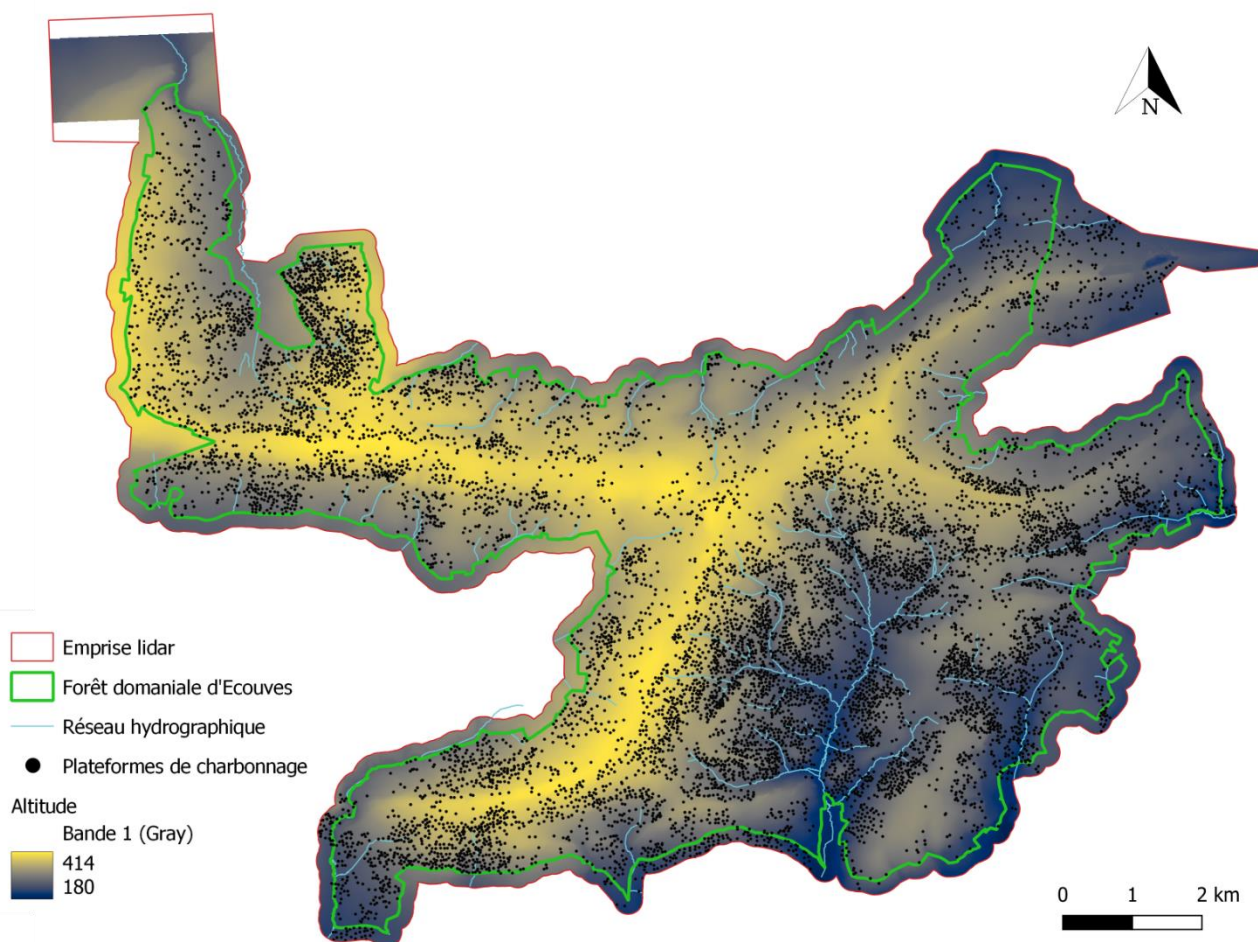 N
Emprise lidar
Forêt domaniale d'Ecouves
Réseau hydrographique
Plateformes de charbonnage
Altitude
Bande 1 (Gray)
414
180
0 1 2 km